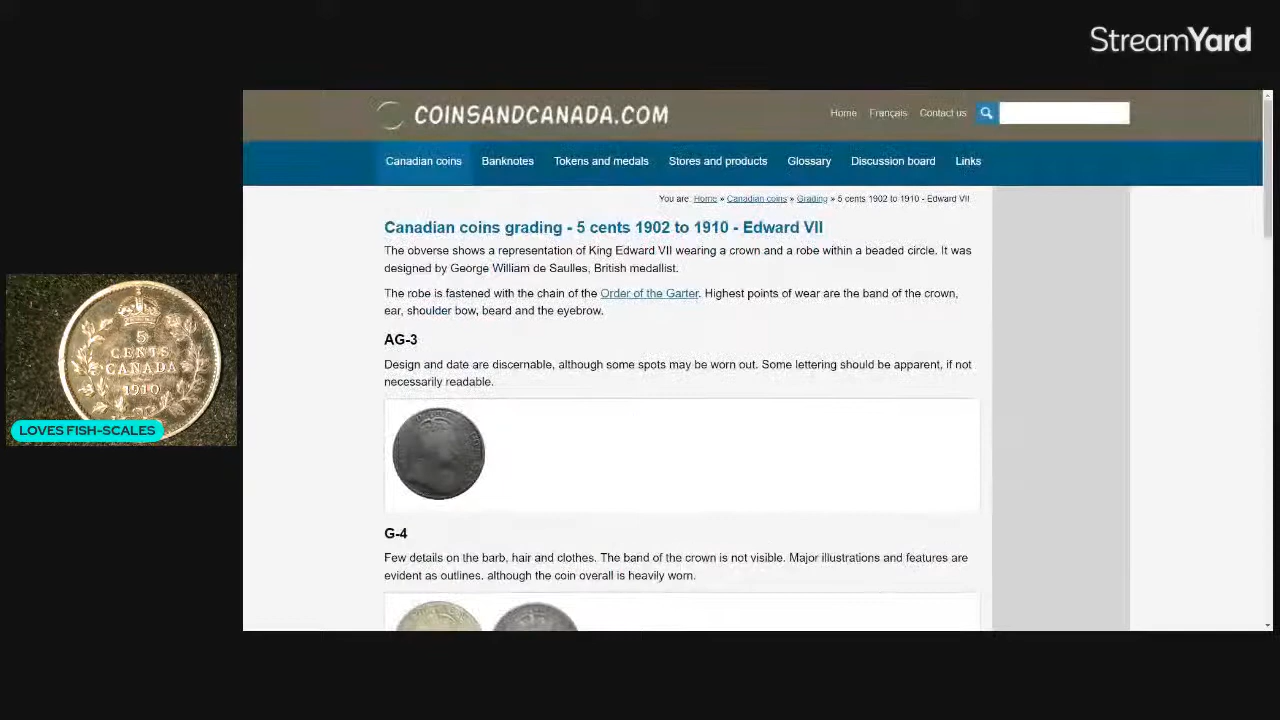 StreamYard
COINSANDCANADA.COM
Home Français Contact us
Canadian coins Banknotes Tokens and medals Stores and products Glossary Discussion board Links
You are: Home » Canadian coins » Grading » 5 cents 1902 to 1910 - Edward VII
Canadian coins grading - 5 cents 1902 to 1910 - Edward VII
The obverse shows a representation of King Edward VII wearing a crown and a robe within a beaded circle. It was
designed by George William de Saulles, British medallist.
The robe is fastened with the chain of the Order of the Garter. Highest points of wear are the band of the crown,
ear, shoulder bow, beard and the eyebrow.
AG-3
Design and date are discernable, although some spots may be worn out. Some lettering should be apparent, if not
necessarily readable.
G-4
Few details on the barb, hair and clothes. The band of the crown is not visible. Major illustrations and features are
evident as outlines. although the coin overall is heavily worn.
5
CENTS
CANADA
1910
LOVES FISH-SCALES